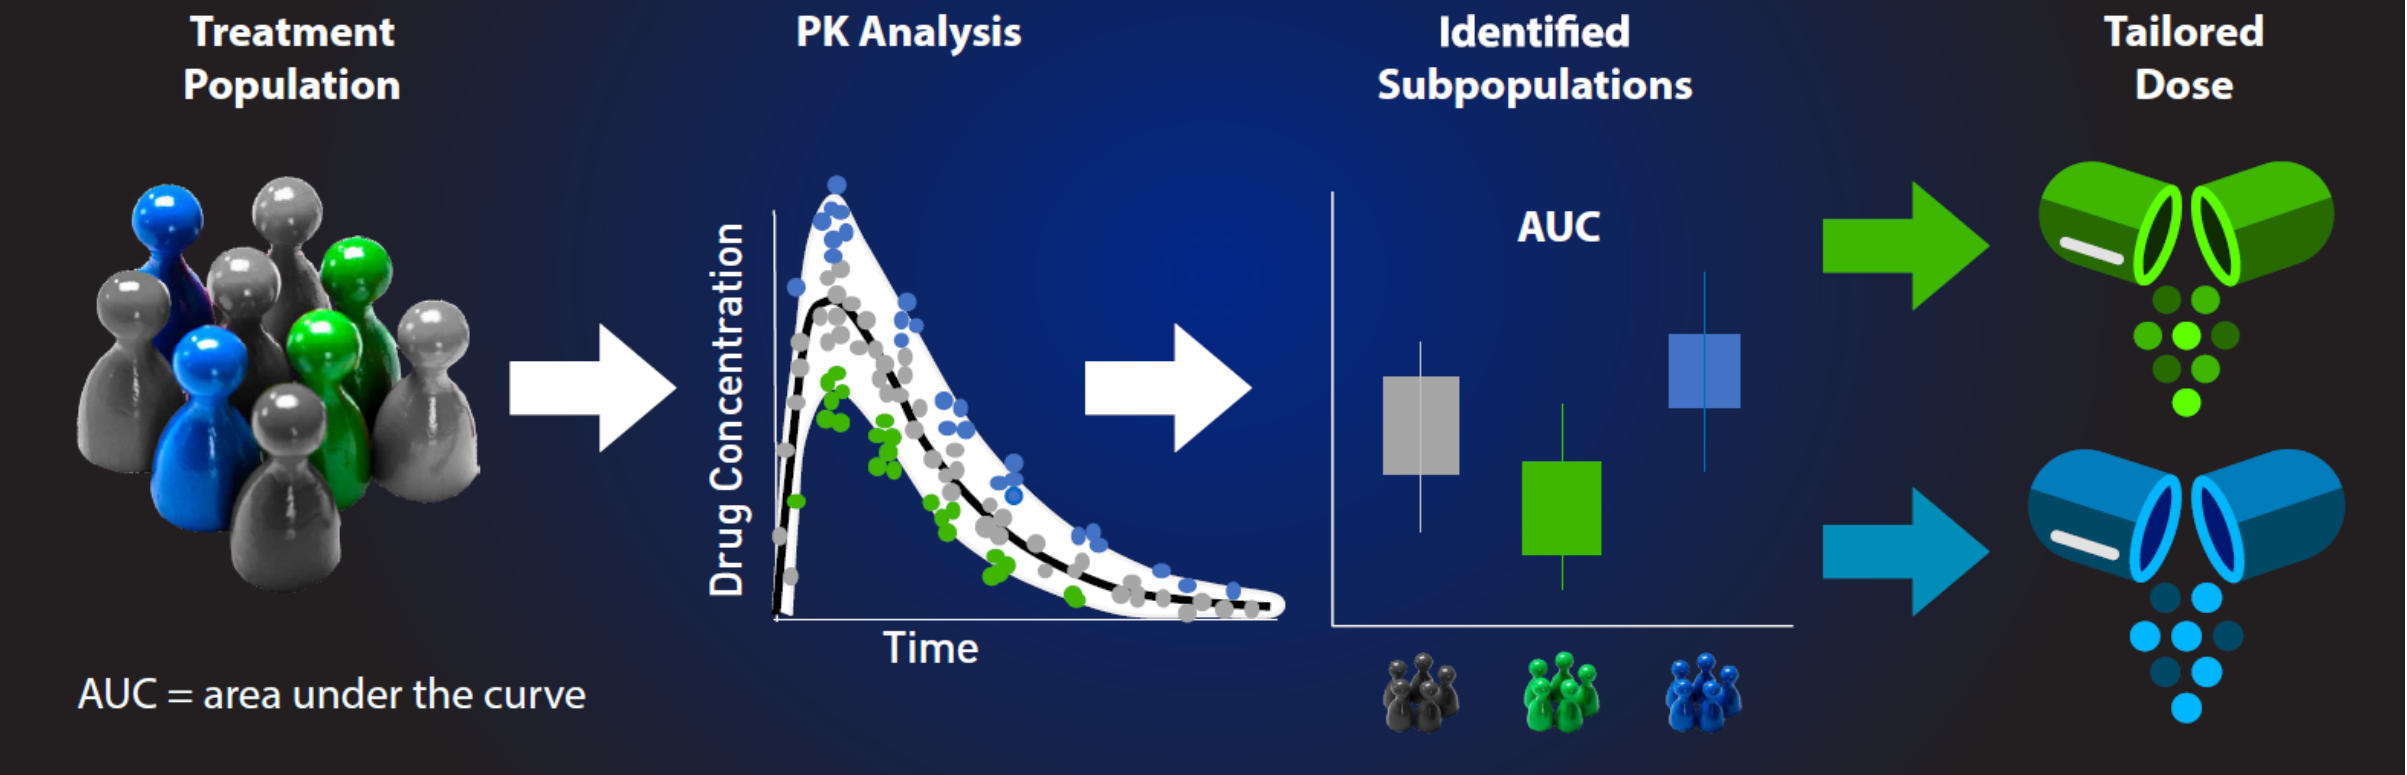 Treatment
Population
PK Analysis
Identified
Subpopulations
Tailored
Dose
Drug Concentration
Time
AUC
AUC = area under the curve